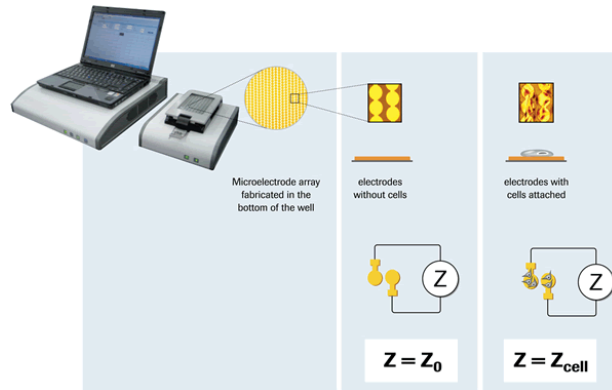 Microelectrode array
fabricated in the
bottom of the well
electrodes
without cells
electrodes with
cells attached
Z
Z
Z = Z₀
Z = Zcell